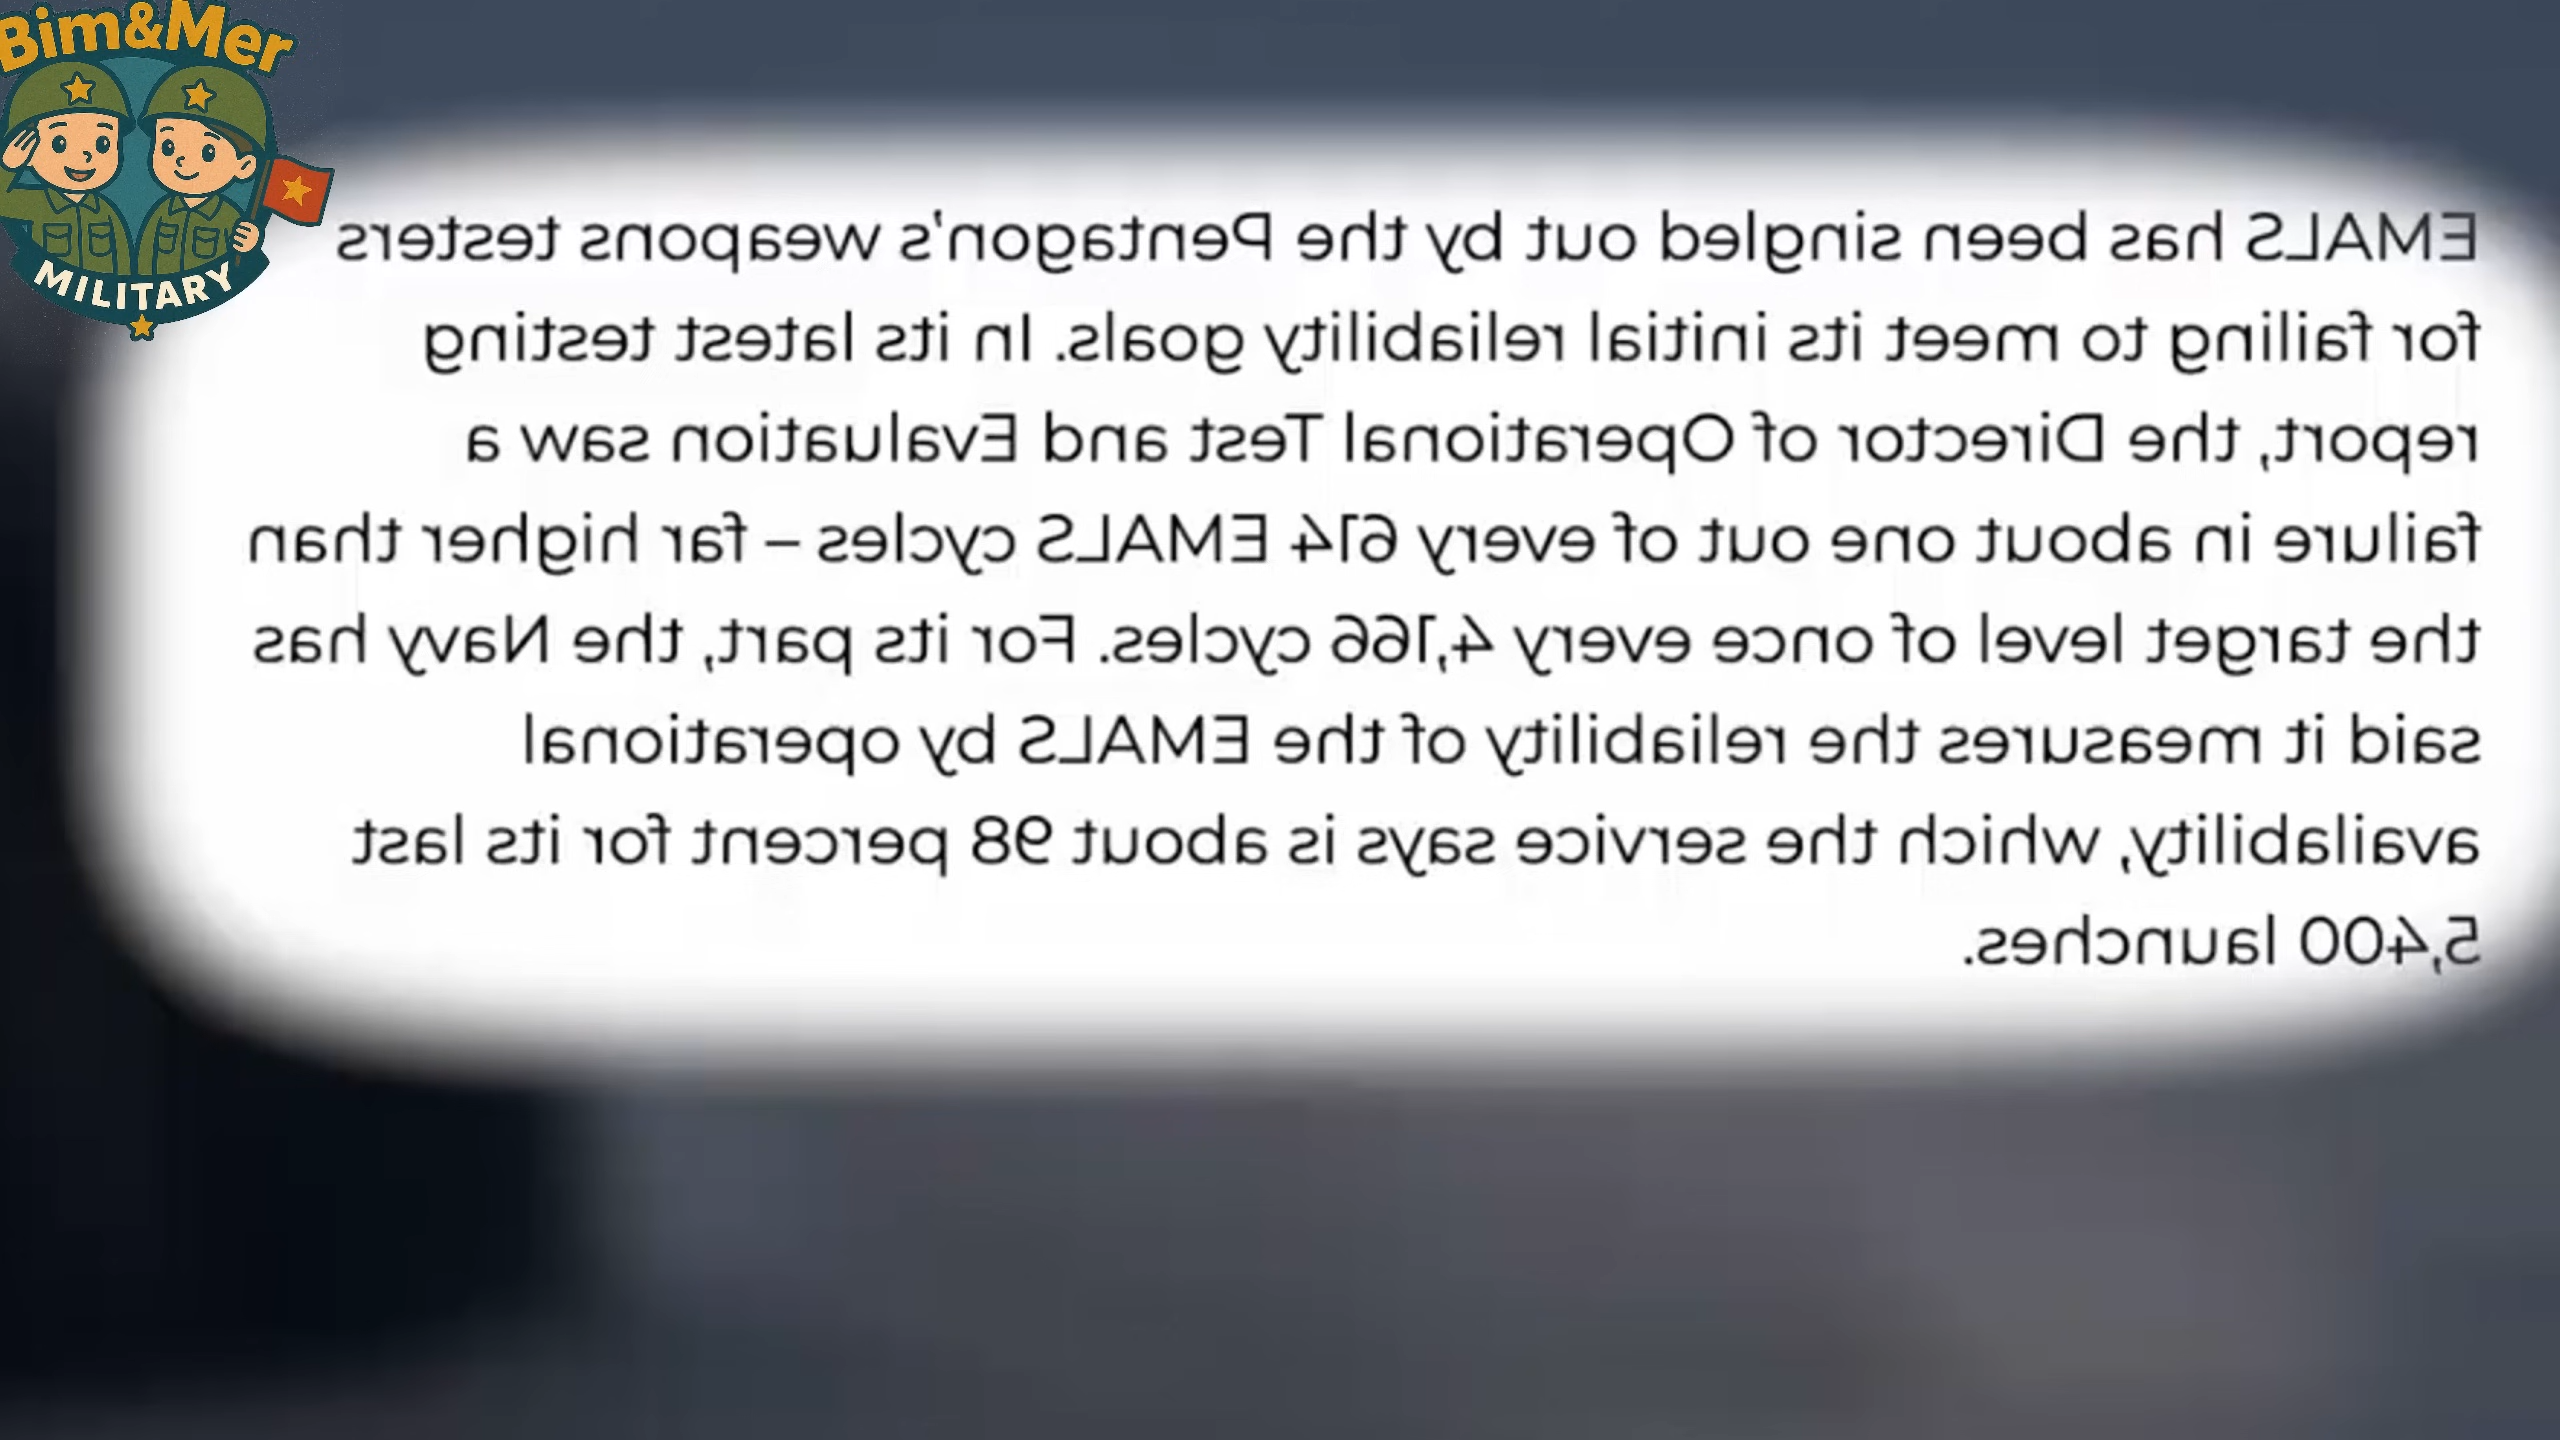 Bim&Mer
MILITARY
EMALS has been singled out by the Pentagon's weapons testers
for failing to meet its initial reliability goals. In its latest testing
report, the Director of Operational Test and Evaluation saw a
failure in about one out of every 614 EMALS cycles – far higher than
the target level of once every 4,166 cycles. For its part, the Navy has
said it measures the reliability of the EMALS by operational
availability, which the service says is about 98 percent for its last
5,400 launches.